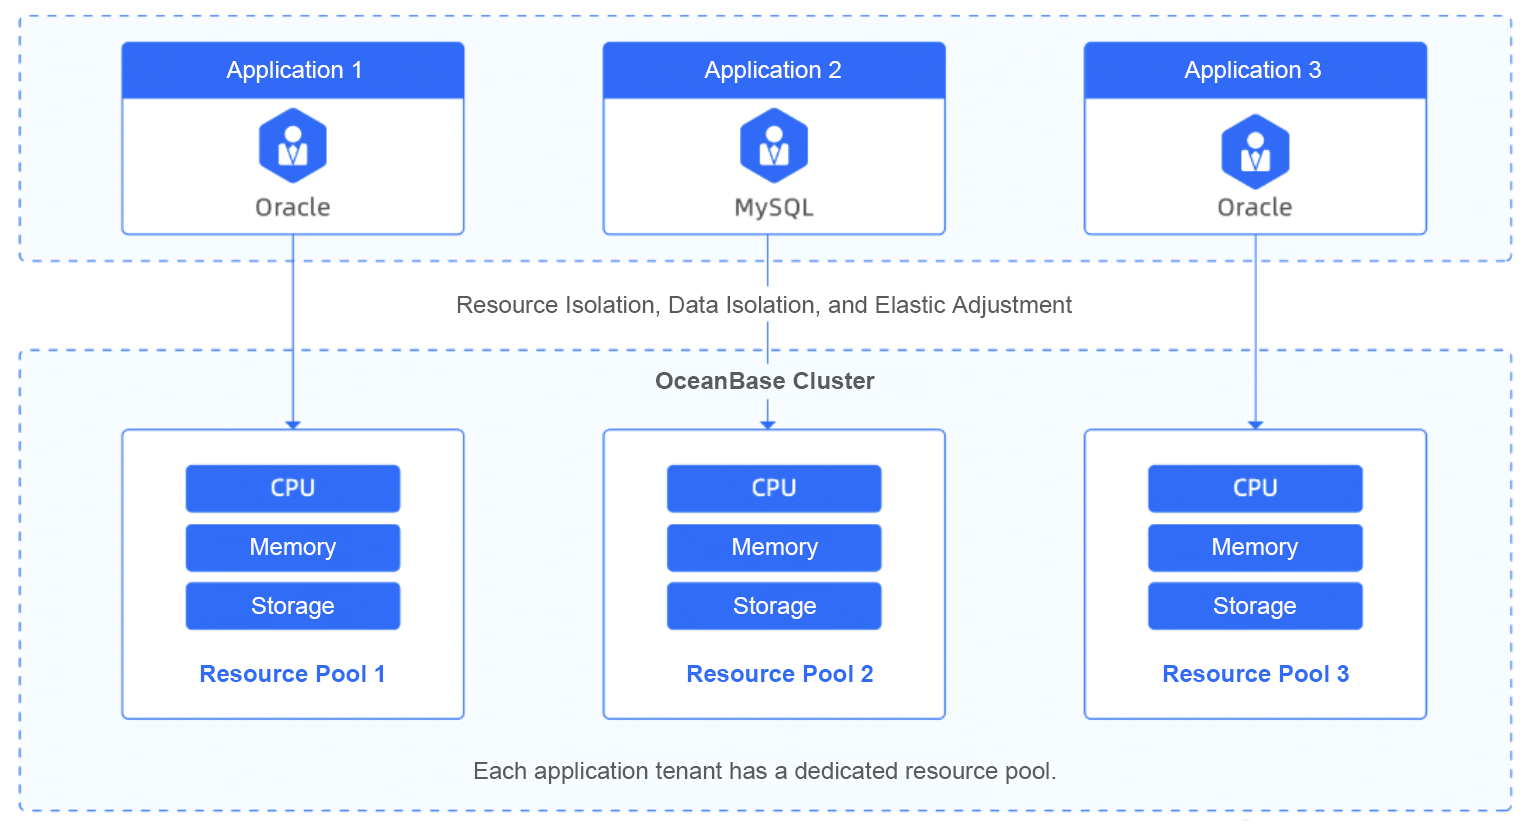 Application 1
Application 2
Application 3
Oracle
MySQL
Oracle
Resource Isolation, Data Isolation, and Elastic Adjustment
OceanBase Cluster
CPU
CPU
CPU
Memory
Memory
Memory
Storage
Storage
Storage
Resource Pool 1
Resource Pool 2
Resource Pool 3
Each application tenant has a dedicated resource pool.